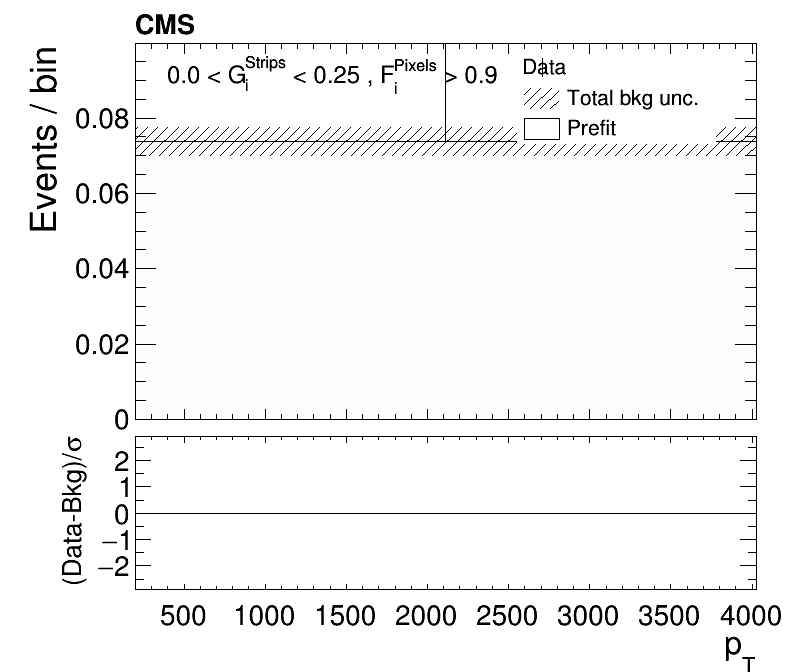 CMS
0.0 < G_i^Strips < 0.25 , F_i^Pixels > 0.9
Data
Total bkg unc.
Prefit
Events / bin
0.08
0.06
0.04
0.02
0
(Data-Bkg)/σ
2
1
0
−1
−2
500 1000 1500 2000 2500 3000 3500 4000
p_T